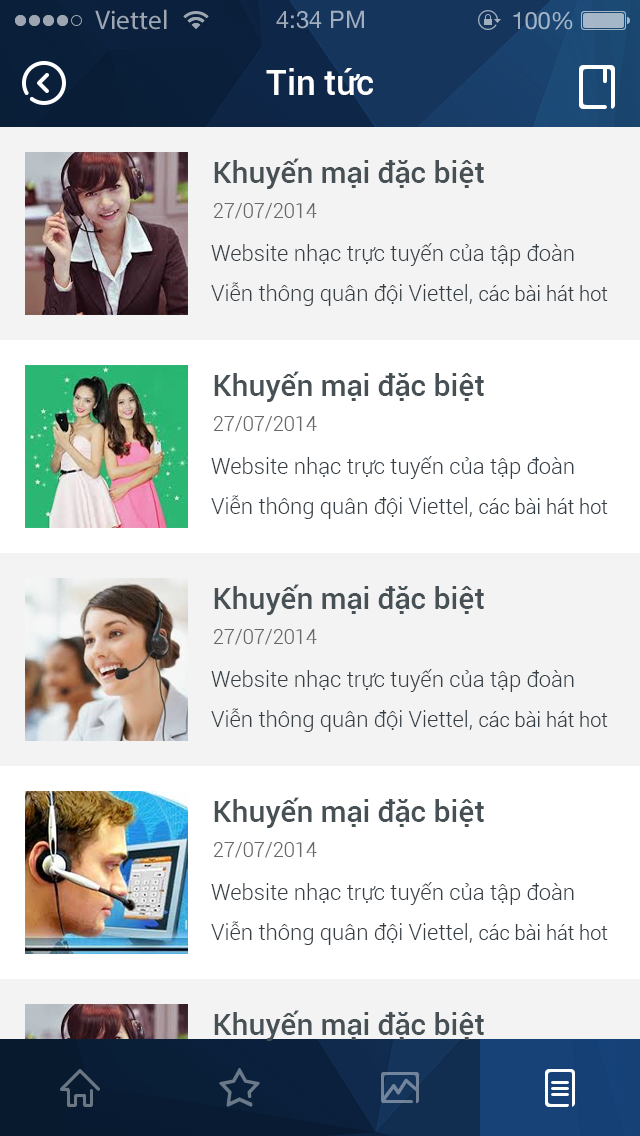 Viettel 4:34 PM 100%
Tin tức
Khuyến mại đặc biệt
27/07/2014
Website nhạc trực tuyến của tập đoàn
Viễn thông quân đội Viettel, các bài hát hot
Khuyến mại đặc biệt
27/07/2014
Website nhạc trực tuyến của tập đoàn
Viễn thông quân đội Viettel, các bài hát hot
Khuyến mại đặc biệt
27/07/2014
Website nhạc trực tuyến của tập đoàn
Viễn thông quân đội Viettel, các bài hát hot
Khuyến mại đặc biệt
27/07/2014
Website nhạc trực tuyến của tập đoàn
Viễn thông quân đội Viettel, các bài hát hot
Khuyến mại đặc biệt